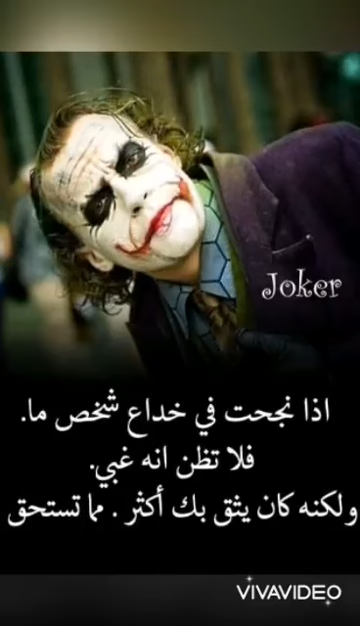 Joker
اذا نجحت في خداع شخص ما.
فلا تظن انه غبي.
ولكنه كان يثق بك أكثر . مما تستحق
VIVAVIDEO